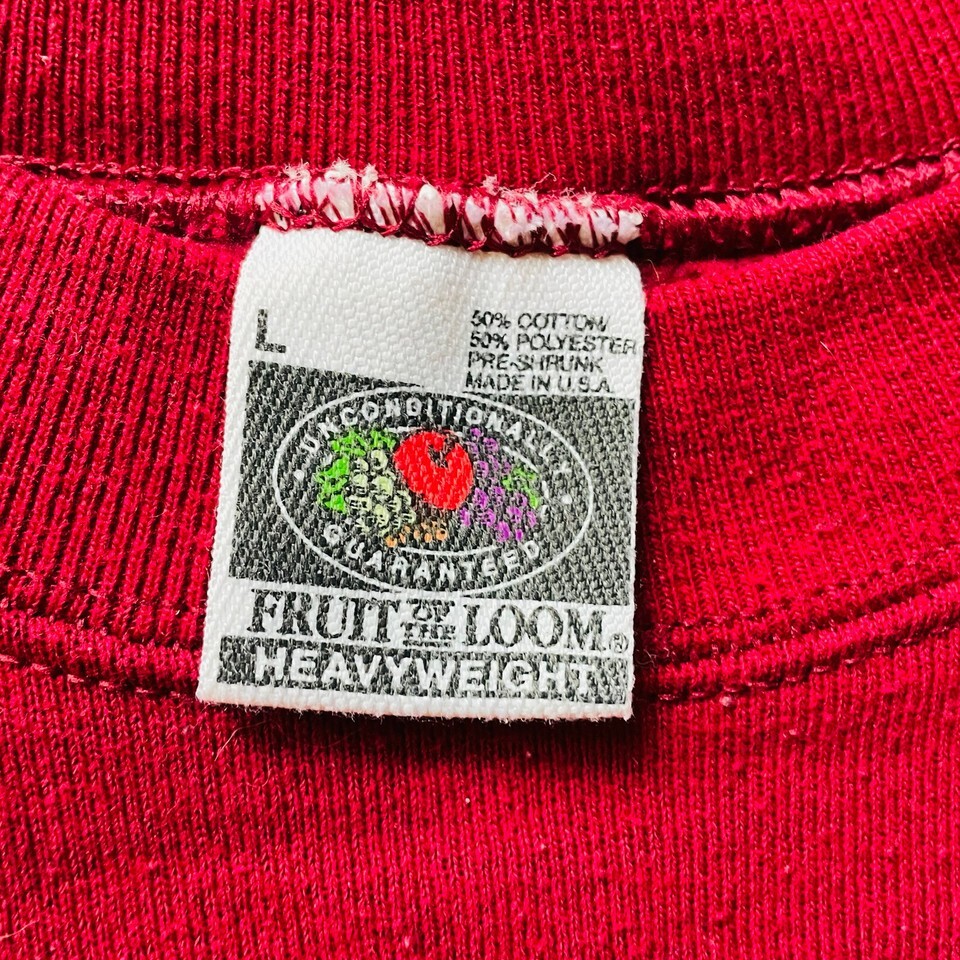 L
50% COTTON
50% POLYESTER
PRE-SHRUNK
MADE IN U.S.A.
• UNCONDITIONALLY •
GUARANTEED
FRUIT OF THE LOOM®
HEAVYWEIGHT